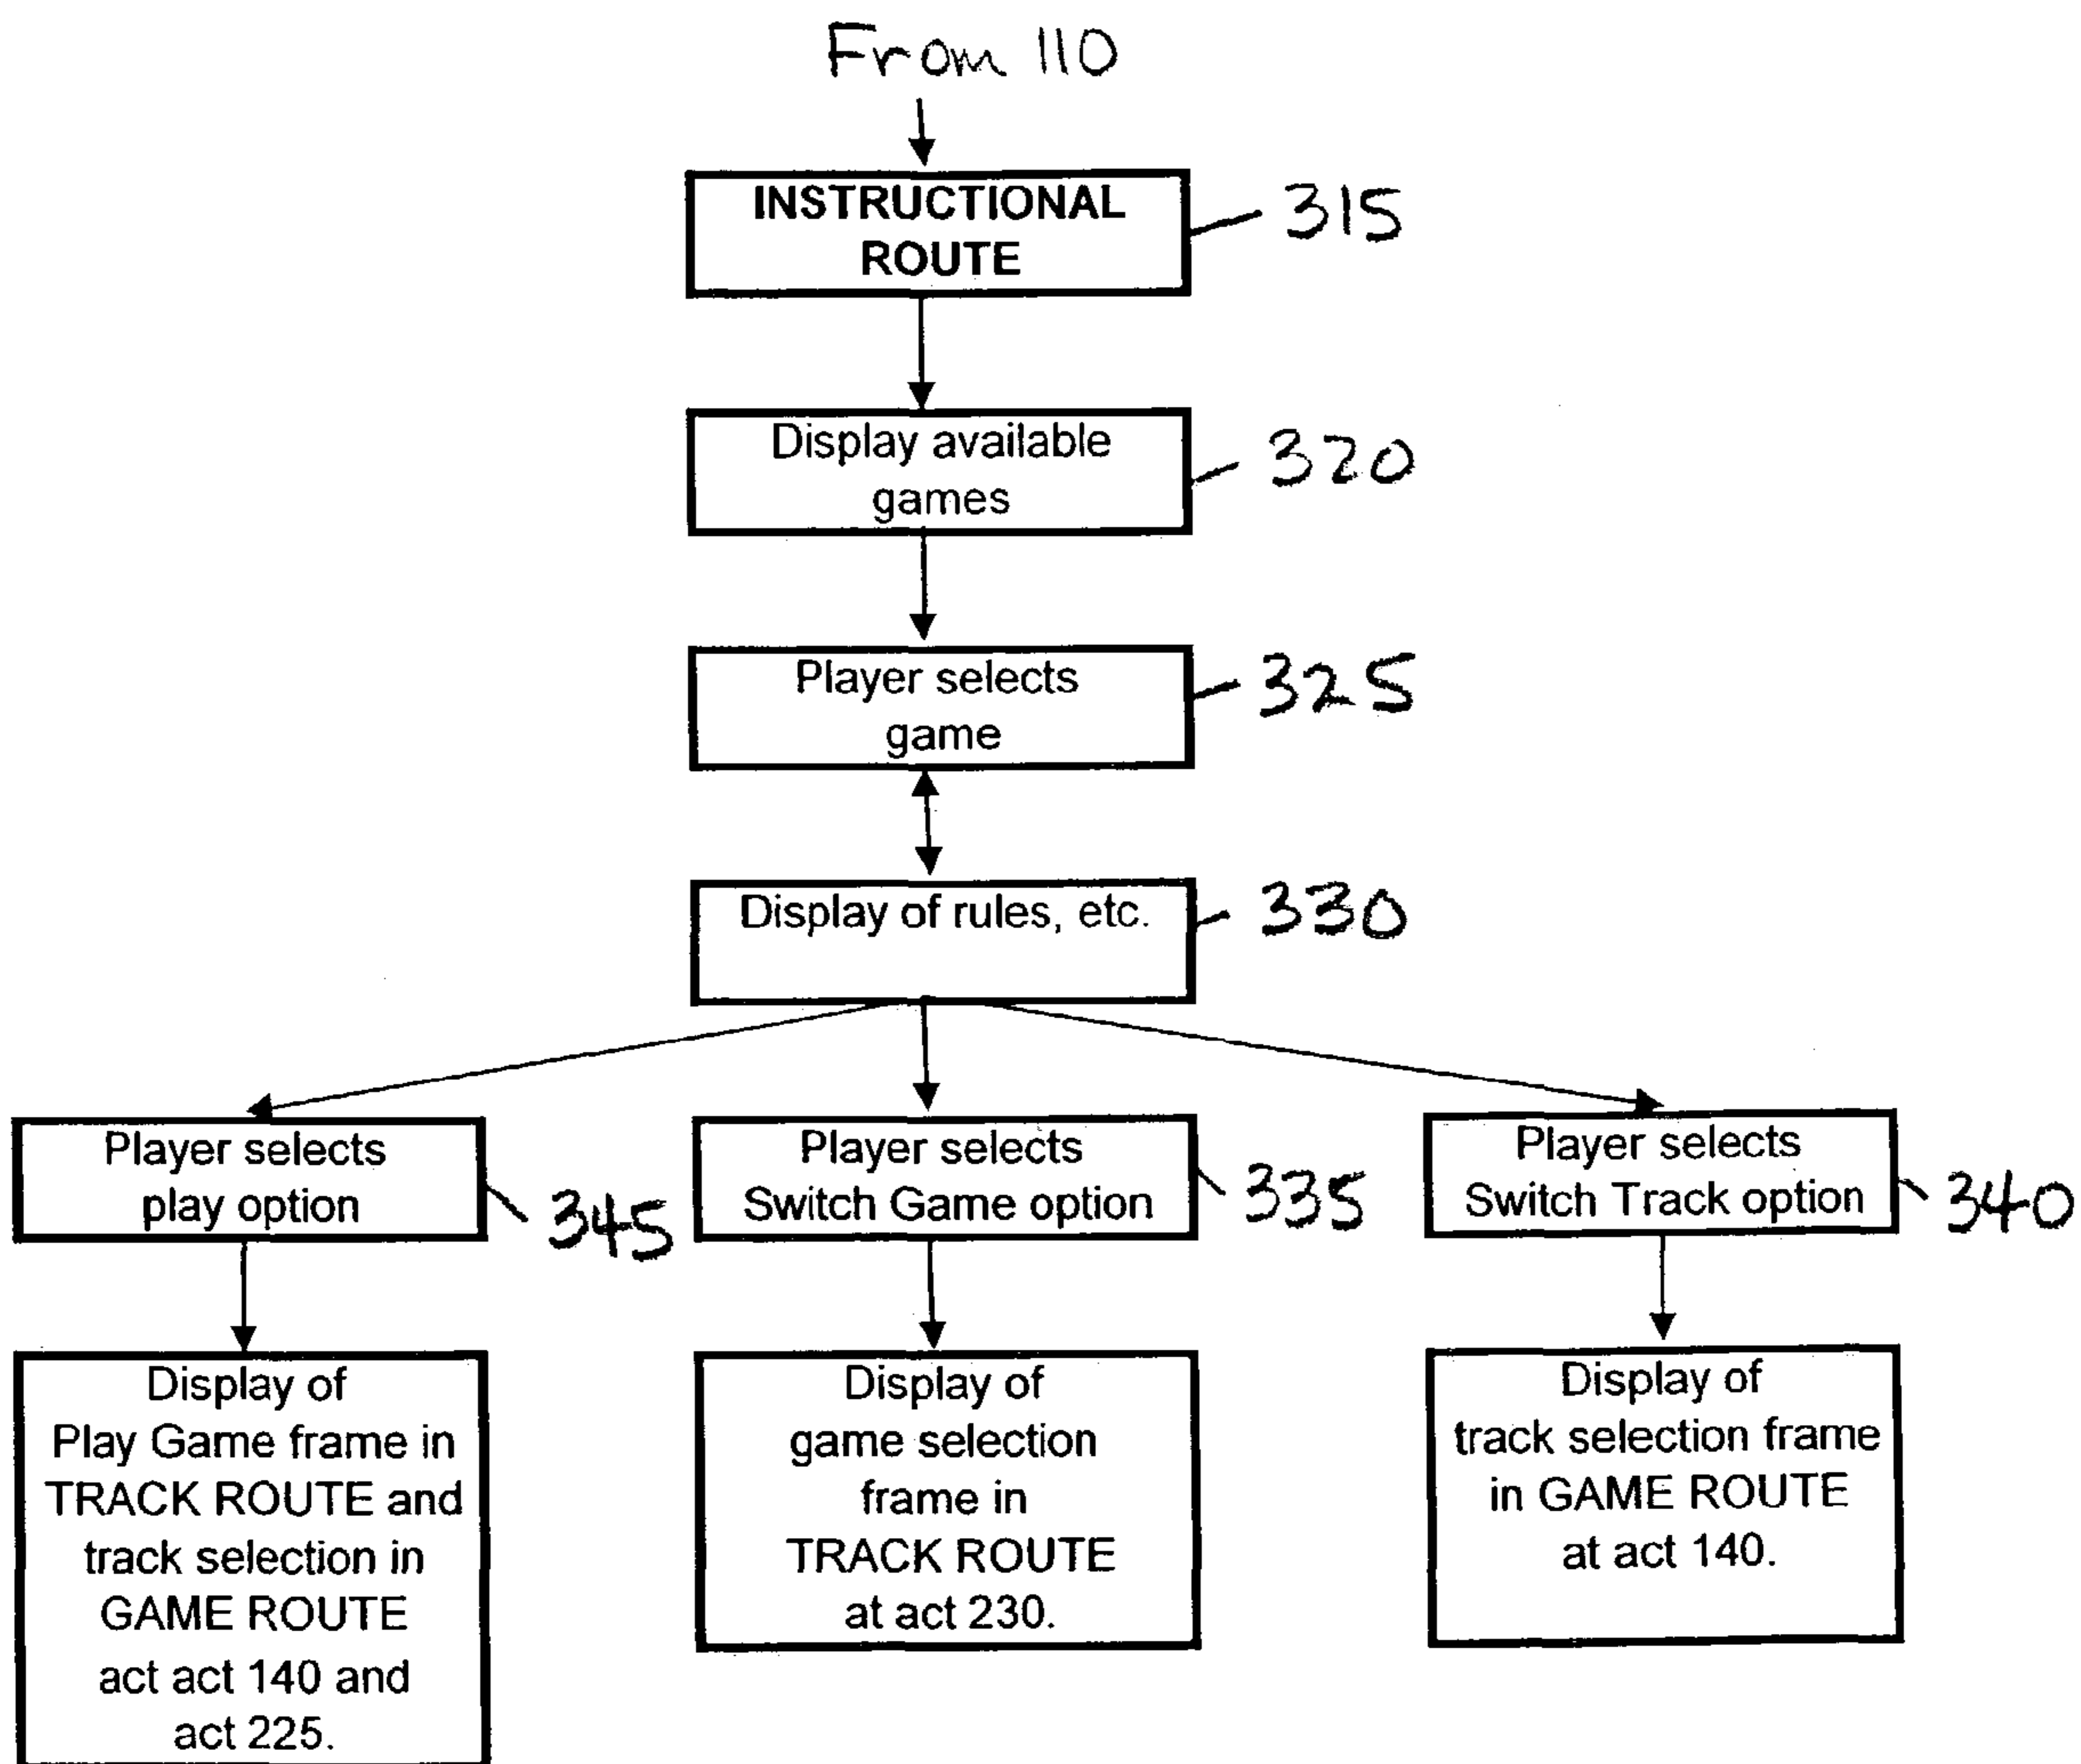 From 110
INSTRUCTIONAL
ROUTE
315
Display available
games
320
Player selects
game
325
Display of rules, etc.
330
Player selects
play option
345
Player selects
Switch Game option
335
Player selects
Switch Track option
340
Display of
Play Game frame in
TRACK ROUTE and
track selection in
GAME ROUTE
act act 140 and
act 225.
Display of
game selection
frame in
TRACK ROUTE
at act 230.
Display of
track selection frame
in GAME ROUTE
at act 140.